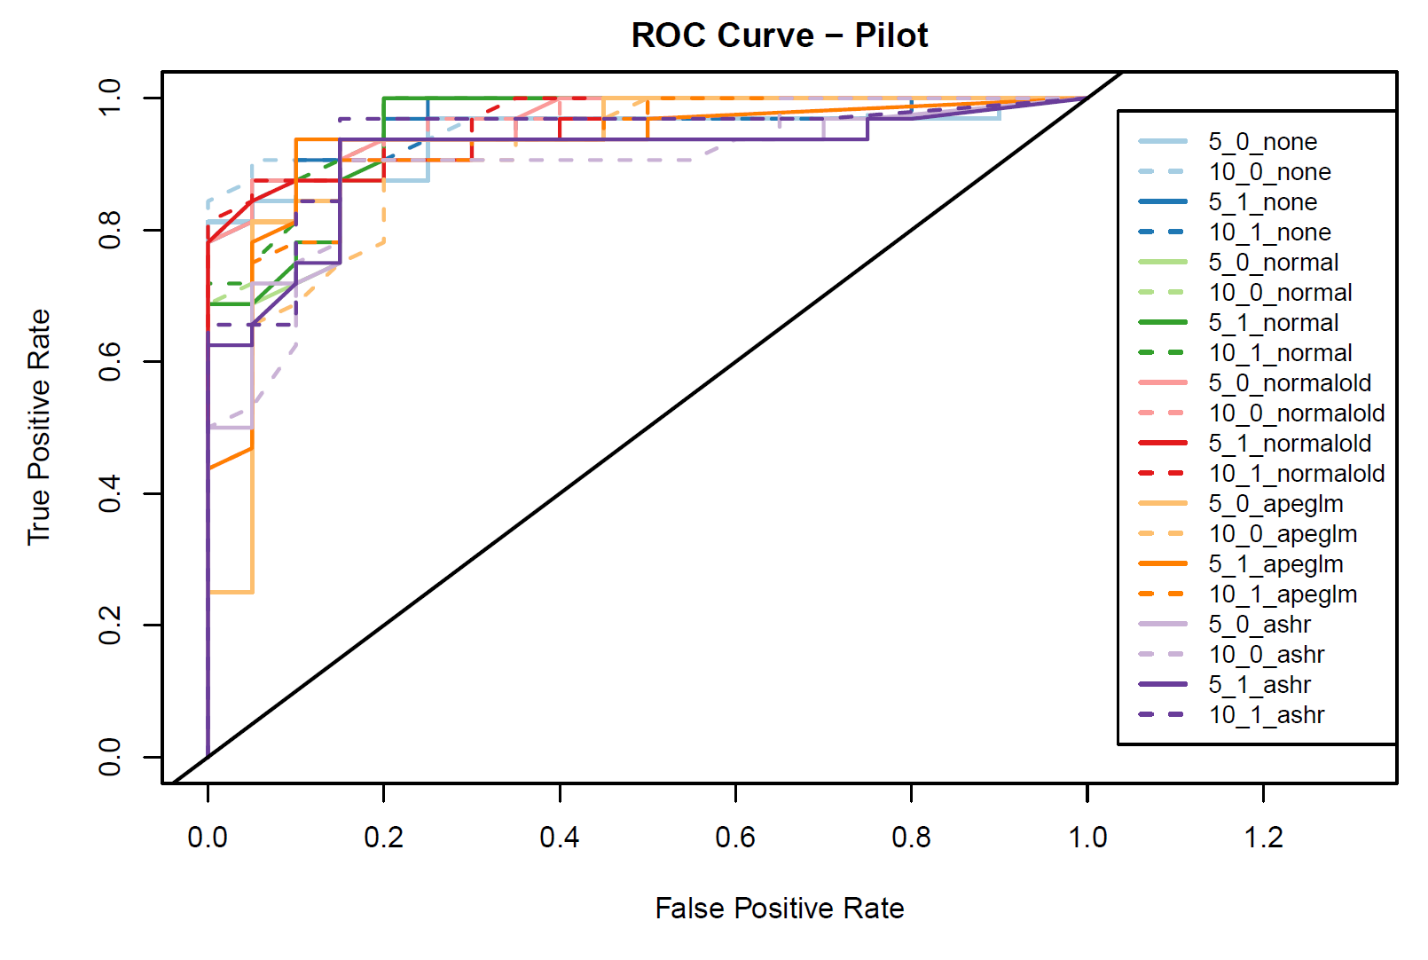 ROC Curve − Pilot
True Positive Rate
1.0
0.8
0.6
0.4
0.2
0.0
5_0_none
10_0_none
5_1_none
10_1_none
5_0_normal
10_0_normal
5_1_normal
10_1_normal
5_0_normalold
10_0_normalold
5_1_normalold
10_1_normalold
5_0_apeglm
10_0_apeglm
5_1_apeglm
10_1_apeglm
5_0_ashr
10_0_ashr
5_1_ashr
10_1_ashr
0.0 0.2 0.4 0.6 0.8 1.0 1.2
False Positive Rate